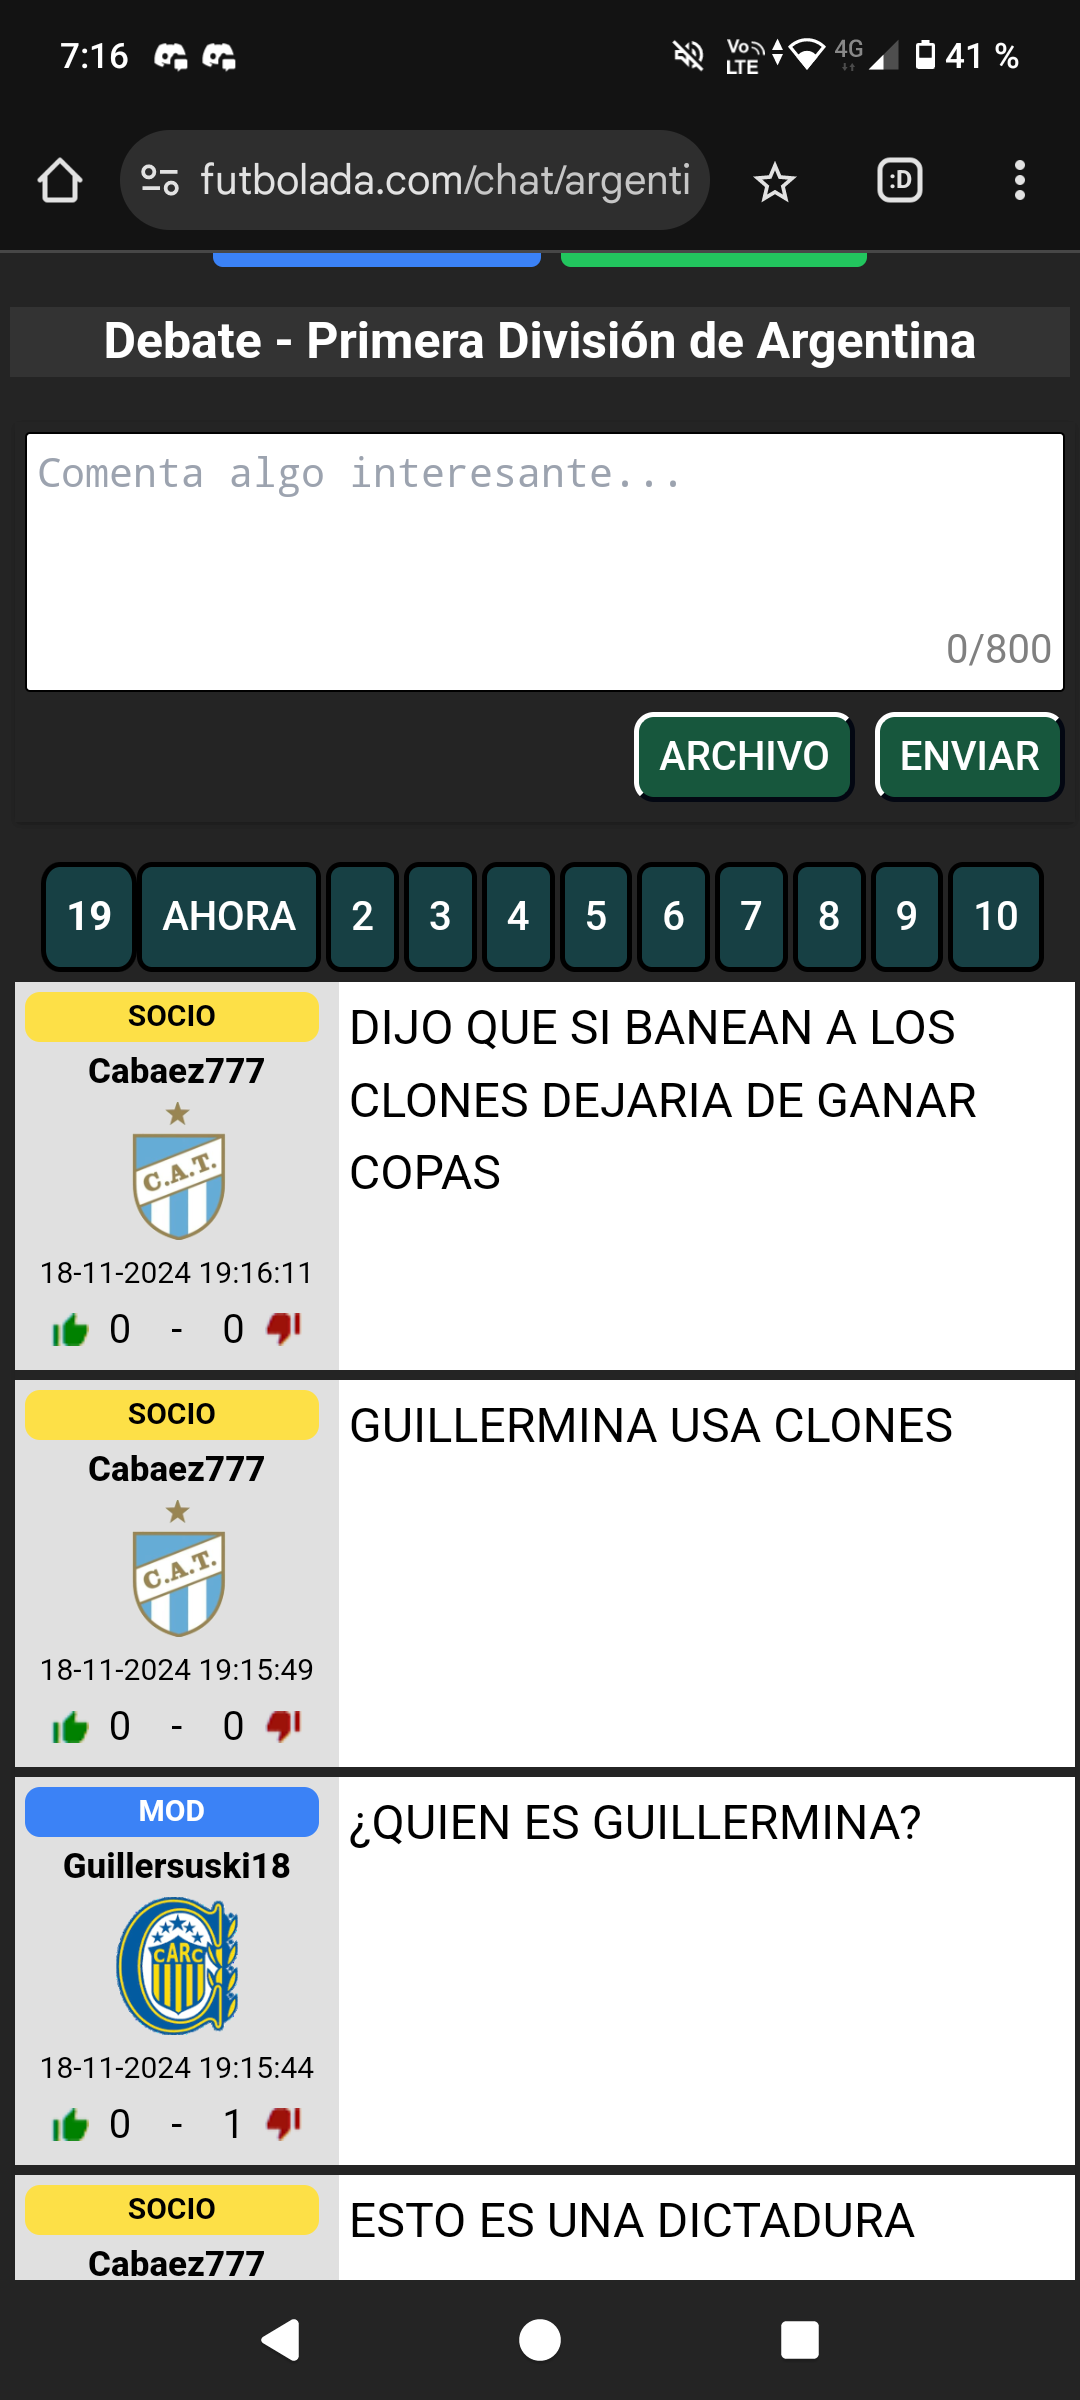 7:16
Vo LTE 4G 41 %
futbolada.com/chat/argenti
:D
Debate - Primera División de Argentina
Comenta algo interesante...
0/800
ARCHIVO ENVIAR
19 AHORA 2 3 4 5 6 7 8 9 10
SOCIO
Cabaez777
C.A.T.
18-11-2024 19:16:11
0 - 0
DIJO QUE SI BANEAN A LOS
CLONES DEJARIA DE GANAR
COPAS
SOCIO
Cabaez777
C.A.T.
18-11-2024 19:15:49
0 - 0
GUILLERMINA USA CLONES
MOD
Guillersuski18
CARC
18-11-2024 19:15:44
0 - 1
¿QUIEN ES GUILLERMINA?
SOCIO
Cabaez777
ESTO ES UNA DICTADURA